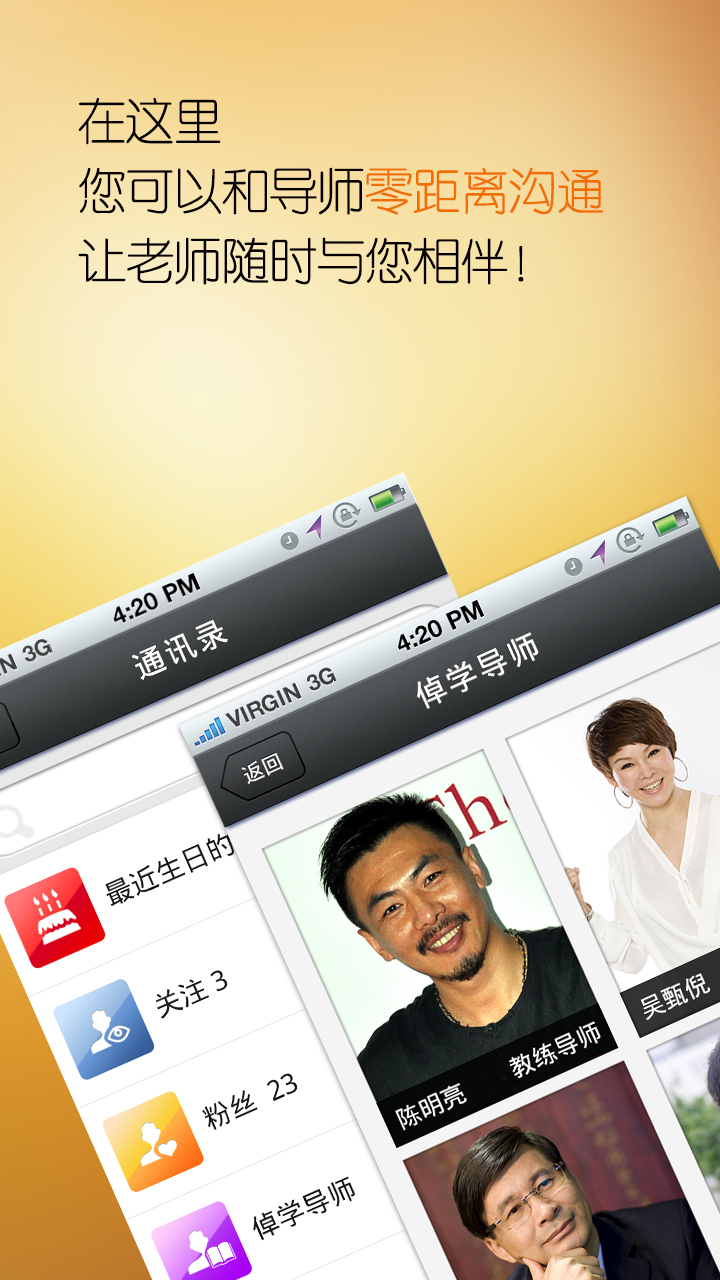 在这里
您可以和导师零距离沟通
让老师随时与您相伴!
3G
4:20 PM
通讯录
最近生日的
关注 3
粉丝 23
倬学导师
VIRGIN 3G
4:20 PM
倬学导师
返回
Sh
陈明亮 教练导师
吴甄倪